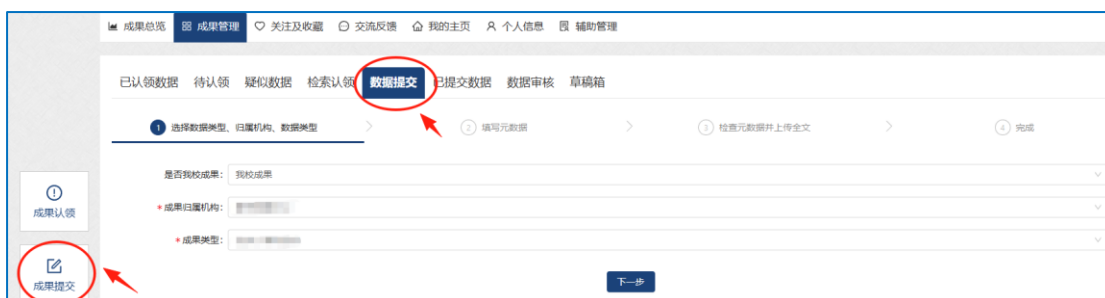 成果总览 成果管理 关注及收藏 交流反馈 我的主页 个人信息 辅助管理
已认领数据 待认领 疑似数据 检索认领 数据提交 已提交数据 数据审核 草稿箱
1 选择数据类型、归属机构、数据类型 2 填写元数据 3 检查元数据并上传全文 4 完成
是否我校成果: 我校成果
* 成果归属机构:
* 成果类型:
下一步
成果认领
成果提交